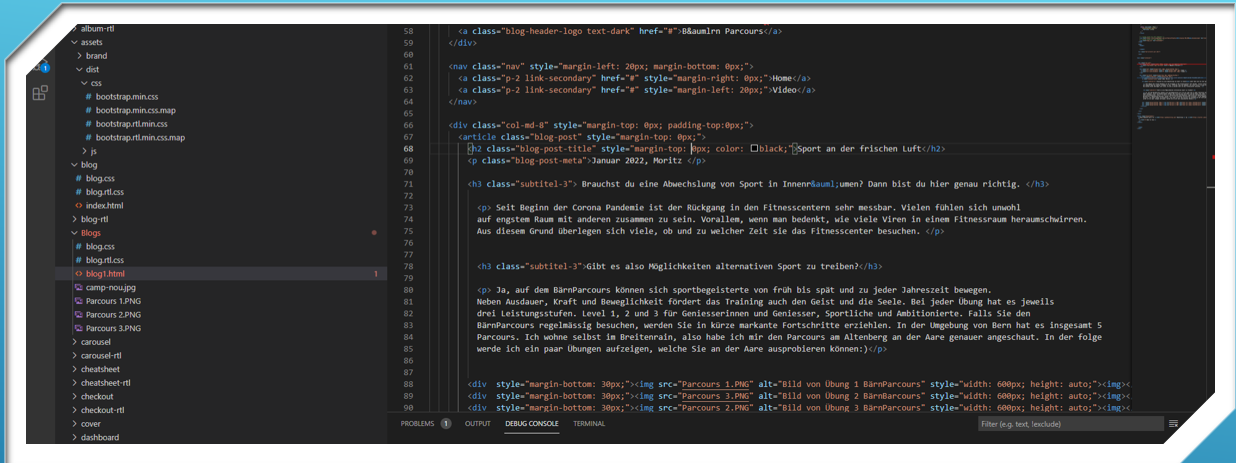 album-rtl
assets
brand
dist
css
bootstrap.min.css
bootstrap.min.css.map
bootstrap.rtl.min.css
bootstrap.rtl.min.css.map
js
blog
blog.css
blog.rtl.css
index.html
blog-rtl
Blogs
blog.css
blog.rtl.css
blog1.html 1
camp-nou.jpg
Parcours 1.PNG
Parcours 2.PNG
Parcours 3.PNG
carousel
carousel-rtl
cheatsheet
cheatsheet-rtl
checkout
checkout-rtl
cover
dashboard
1
58 <a class="blog-header-logo text-dark" href="#">B&aumlrn Parcours</a>
59 </div>
60
61 <nav class="nav" style="margin-left: 20px; margin-bottom: 0px;">
62 <a class="p-2 link-secondary" href="#" style="margin-right: 0px;">Home</a>
63 <a class="p-2 link-secondary" href="#" style="margin-left: 20px;">Video</a>
64 </nav>
65
66 <div class="col-md-8" style="margin-top: 0px; padding-top:0px;">
67 <article class="blog-post" style="margin-top: 0px;">
68 <h2 class="blog-post-title" style="margin-top: 0px; color: black;">Sport an der frischen Luft</h2>
69 <p class="blog-post-meta">Januar 2022, Moritz </p>
70
71 <h3 class="subtitel-3"> Brauchst du eine Abwechslung von Sport in Innenr&auml;umen? Dann bist du hier genau richtig. </h3>
72
73 <p> Seit Beginn der Corona Pandemie ist der Rückgang in den Fitnesscentern sehr messbar. Vielen fühlen sich unwohl
74 auf engstem Raum mit anderen zusammen zu sein. Vorallem, wenn man bedenkt, wie viele Viren in einem Fitnessraum heraumschwirren.
75 Aus diesem Grund überlegen sich viele, ob und zu welcher Zeit sie das Fitnesscenter besuchen. </p>
76
77
78 <h3 class="subtitel-3">Gibt es also Möglichkeiten alternativen Sport zu treiben?</h3>
79
80 <p> Ja, auf dem BärnParcours können sich sportbegeisterte von früh bis spät und zu jeder Jahreszeit bewegen.
81 Neben Ausdauer, Kraft und Beweglichkeit fördert das Training auch den Geist und die Seele. Bei jeder Übung hat es jeweils
82 drei Leistungsstufen. Level 1, 2 und 3 für Geniesserinnen und Geniesser, Sportliche und Ambitionierte. Falls Sie den
83 BärnParcours regelmässig besuchen, werden Sie in kürze markante Fortschritte erziehlen. In der Umgebung von Bern hat es insgesamt 5
84 Parcours. Ich wohne selbst im Breitenrain, also habe ich mir den Parcours am Altenberg an der Aare genauer angeschaut. In der folge
85 werde ich ein paar Übungen aufzeigen, welche Sie an der Aare ausprobieren können:)</p>
86
87
88 <div style="margin-bottom: 30px;"><img src="Parcours 1.PNG" alt="Bild von Übung 1 BärnParcours" style="width: 600px; height: auto;"><img><
89 <div style="margin-bottom: 30px;"><img src="Parcours 3.PNG" alt="Bild von Übung 2 BärnBarcours" style="width: 600px; height: auto;"><img><
90 <div style="margin-bottom: 30px;"><img src="Parcours 2.PNG" alt="Bild von Übung 3 BärnParcours" style="width: 600px; height: auto;"><img><
PROBLEMS 1 OUTPUT DEBUG CONSOLE TERMINAL Filter (e.g. text, !exclude)